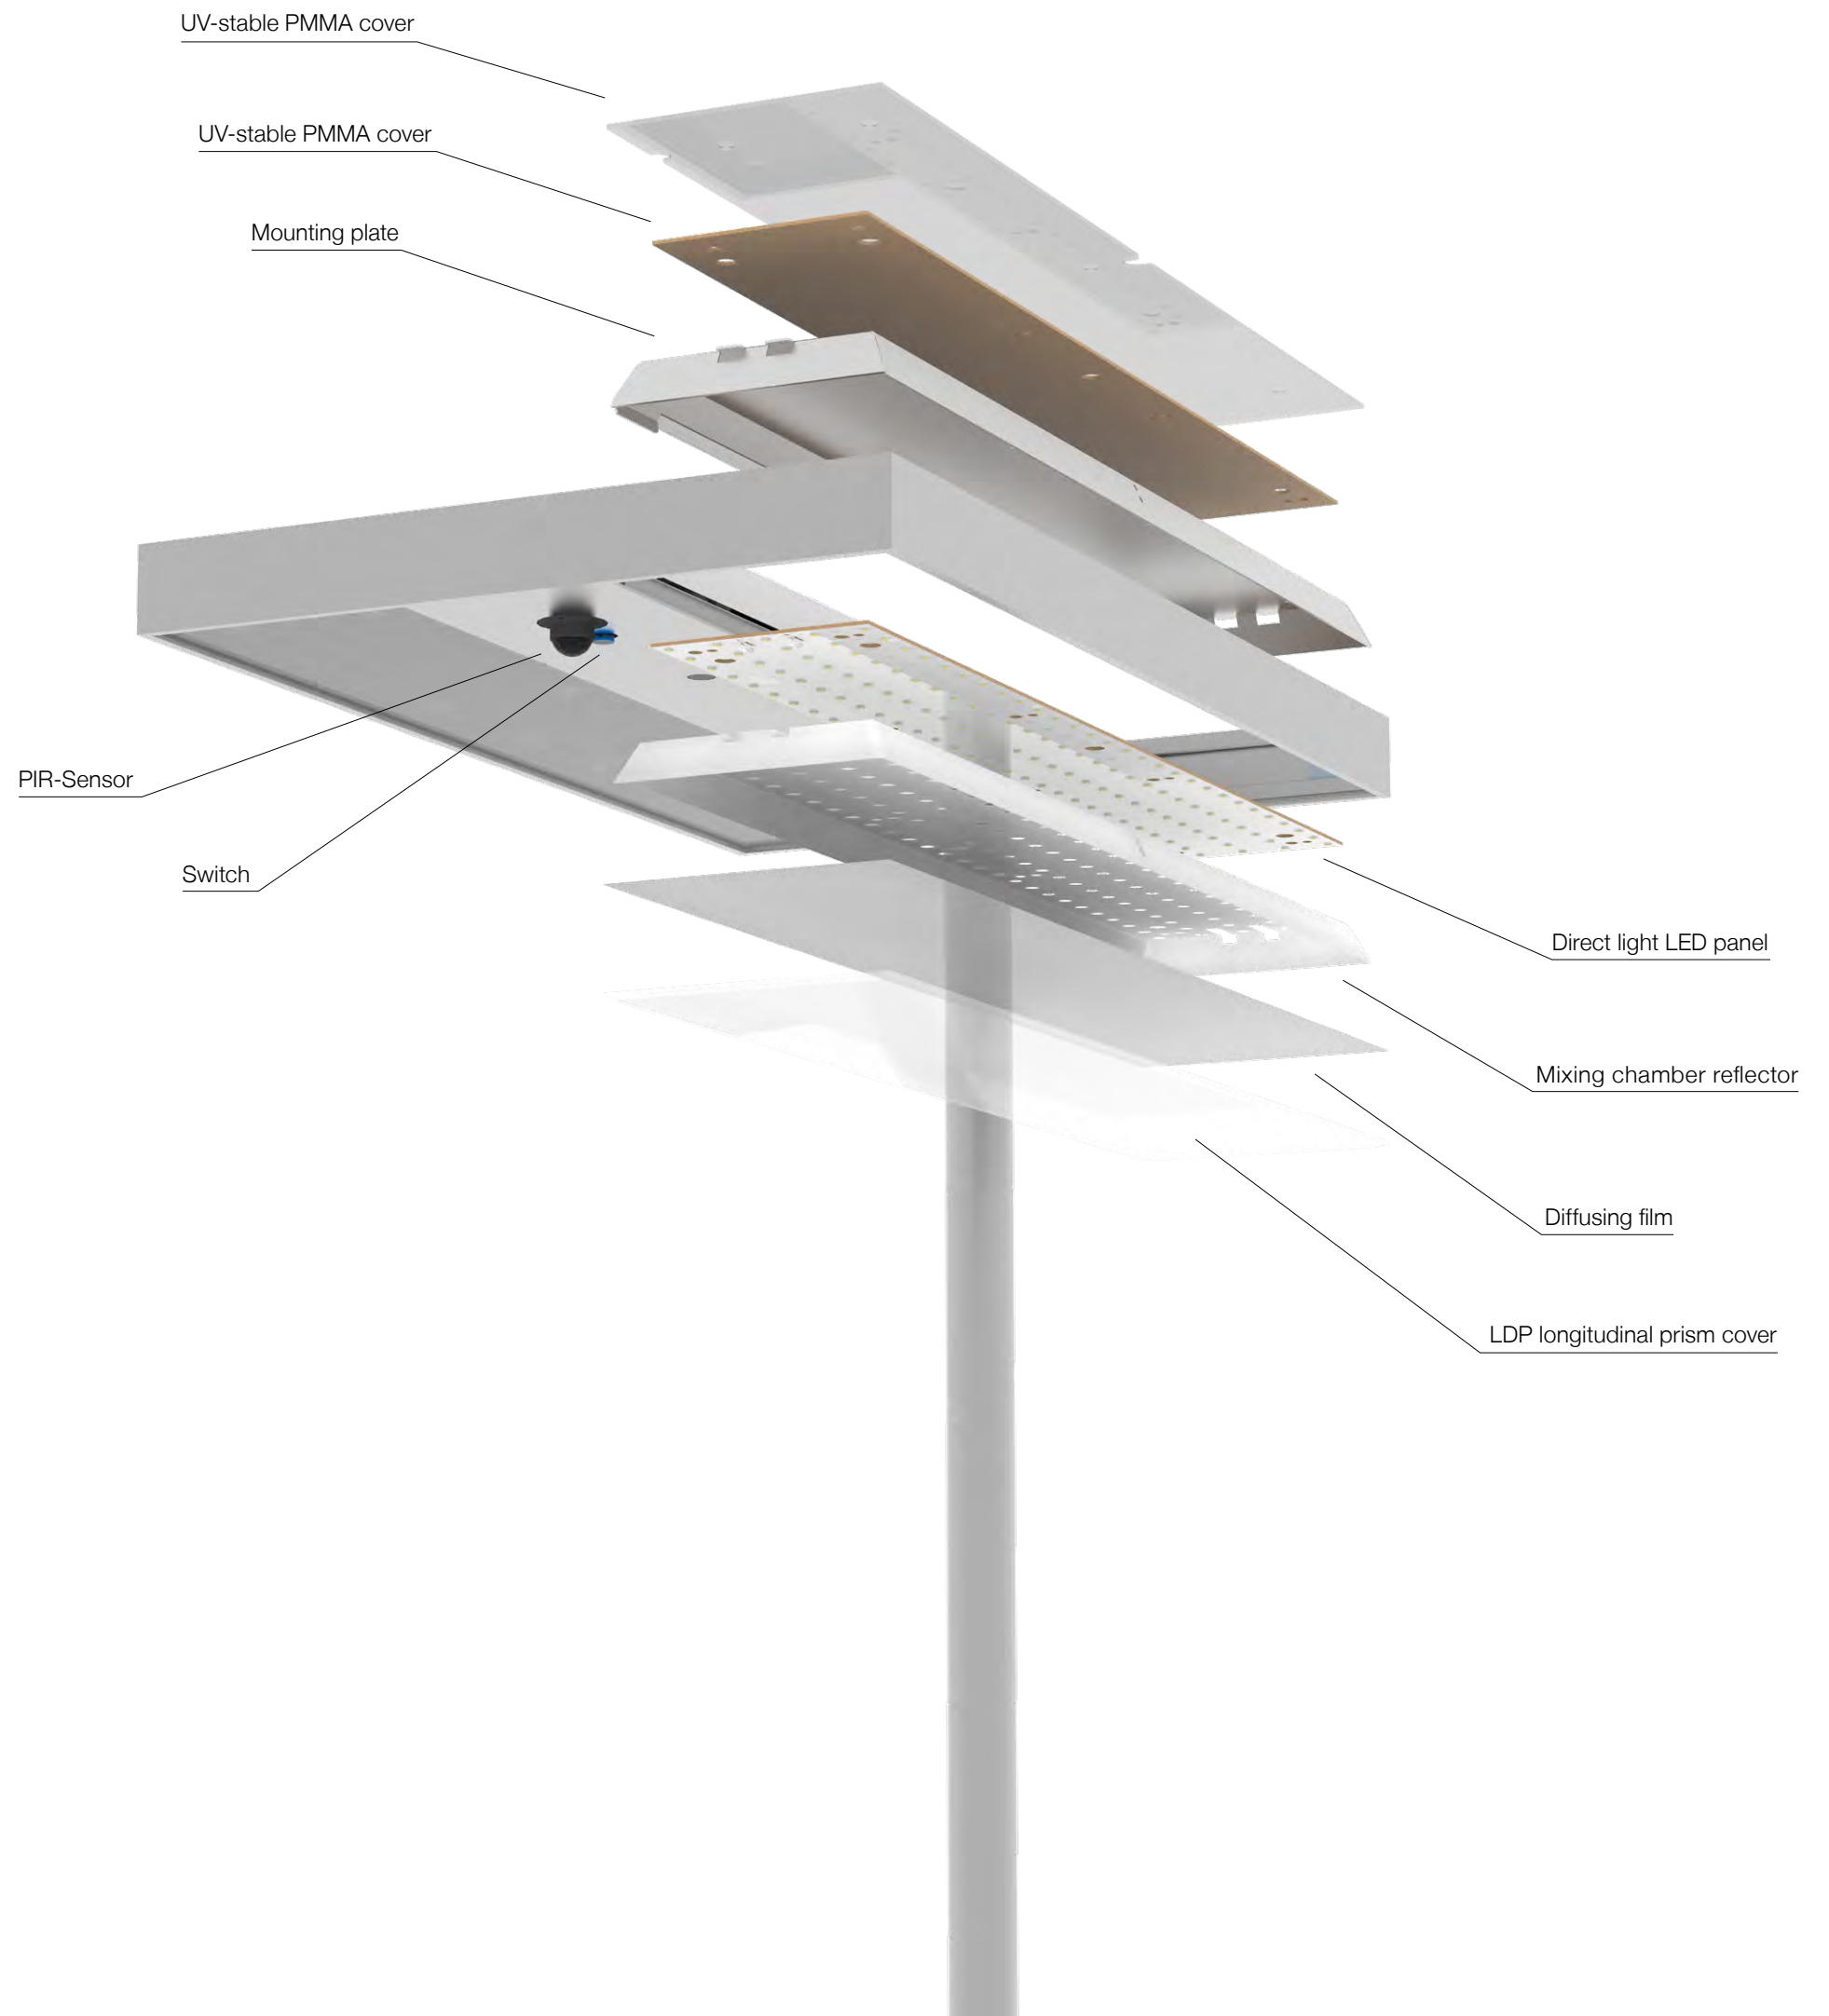 UV-stable PMMA cover
UV-stable PMMA cover
Mounting plate
PIR-Sensor
Switch
Direct light LED panel
Mixing chamber reflector
Diffusing film
LDP longitudinal prism cover